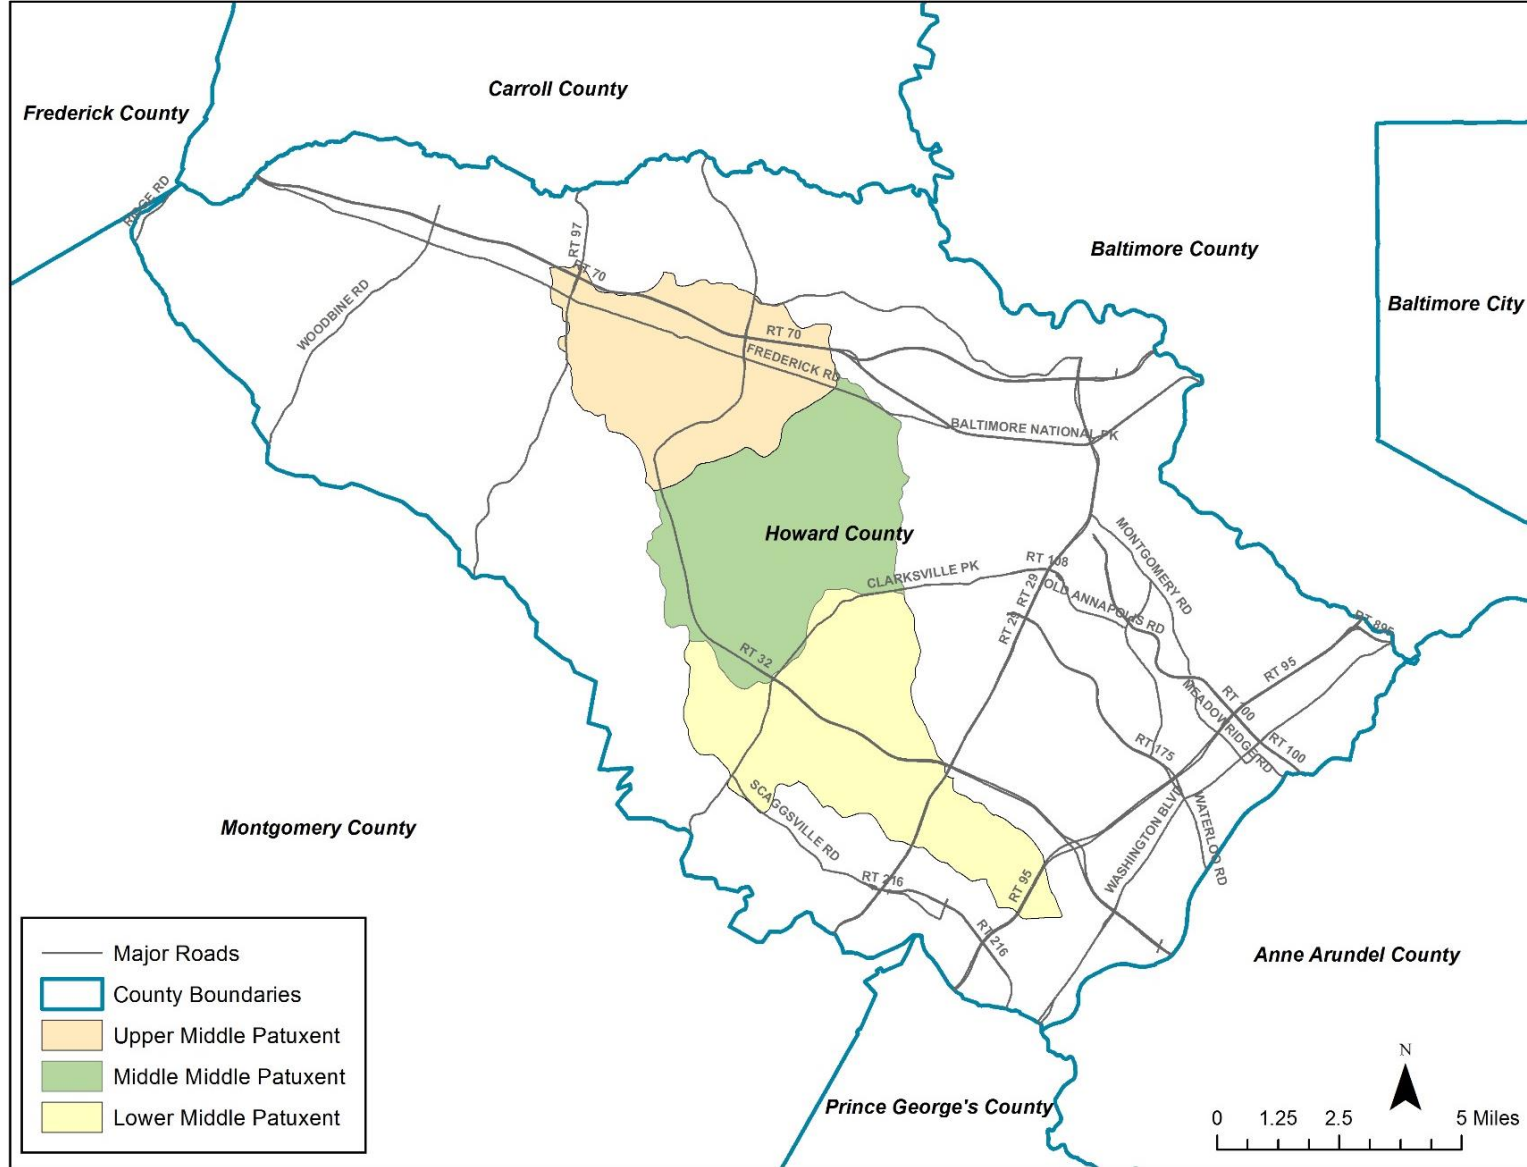 Carroll County
Frederick County
RIDGE RD
Baltimore County
RT 97
RT 70
Baltimore City
WOODBINE RD
RT 70
FREDERICK RD
BALTIMORE NATIONAL PK
Howard County
MONTGOMERY RD
RT 108
CLARKSVILLE PK
RT 29
OLD ANNAPOLIS RD
RT 29
RT 895
RT 32
RT 95
RT 100
MEADOWRIDGE RD
RT 175
RT 100
SCAGGSVILLE RD
WASHINGTON BLVD
WATERLOO RD
Montgomery County
RT 216
RT 95
RT 216
Anne Arundel County
Prince George's County
Major Roads
County Boundaries
Upper Middle Patuxent
Middle Middle Patuxent
Lower Middle Patuxent
N
0 1.25 2.5 5 Miles